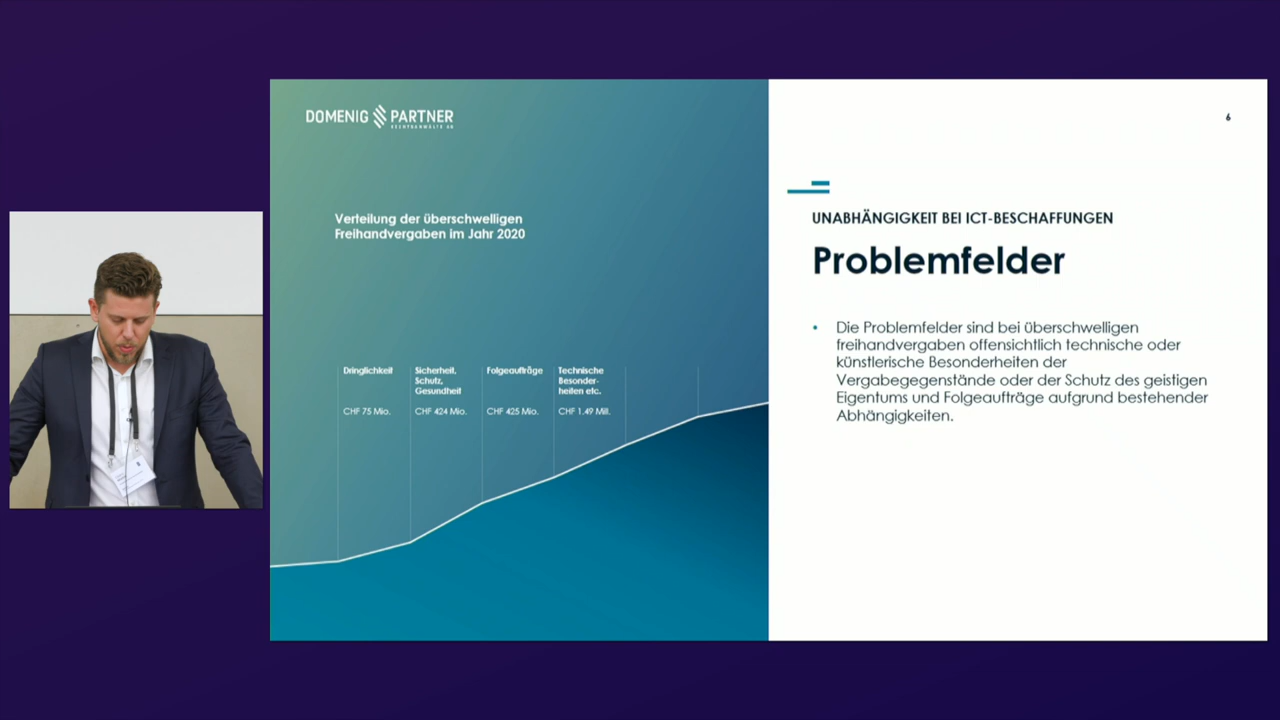 DOMENIG PARTNER
RECHTSANWÄLTE AG
Verteilung der überschwelligen
Freihandvergaben im Jahr 2020
Dringlichkeit
CHF 75 Mio.
Sicherheit,
Schutz,
Gesundheit
CHF 424 Mio.
Folgeaufträge
CHF 425 Mio.
Technische
Besonder-
heiten etc.
CHF 1.49 Mill.
6
UNABHÄNGIGKEIT BEI ICT-BESCHAFFUNGEN
Problemfelder
• Die Problemfelder sind bei überschwelligen
freihandvergaben offensichtlich technische oder
künstlerische Besonderheiten der
Vergabegegenstände oder der Schutz des geistigen
Eigentums und Folgeaufträge aufgrund bestehender
Abhängigkeiten.